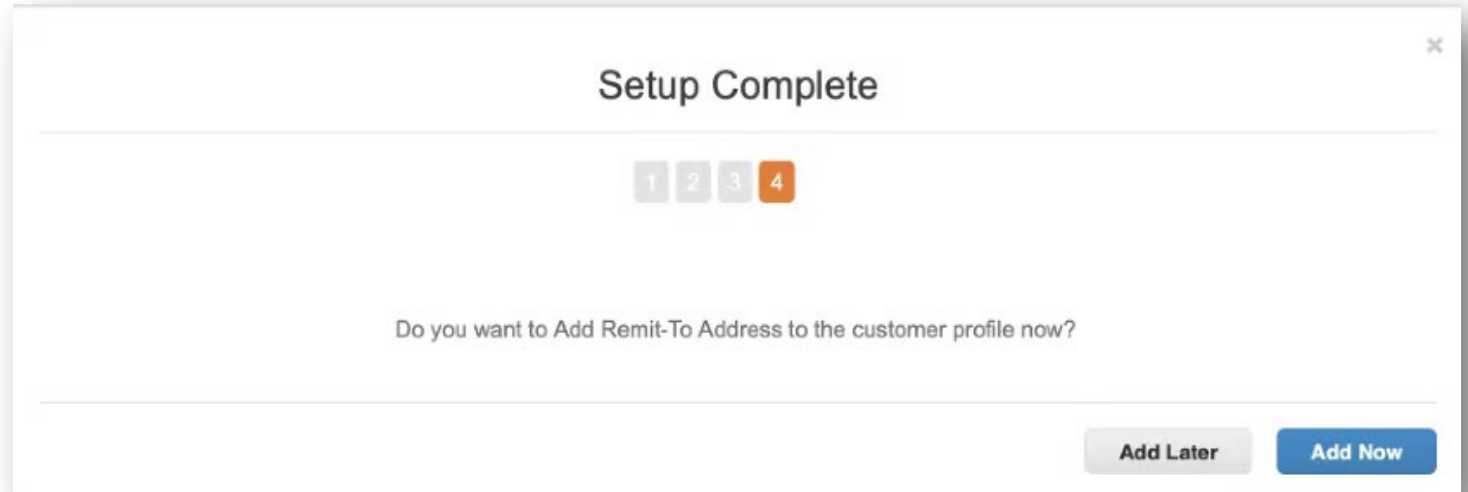 Setup Complete
1 2 3 4
Do you want to Add Remit-To Address to the customer profile now?
Add Later Add Now